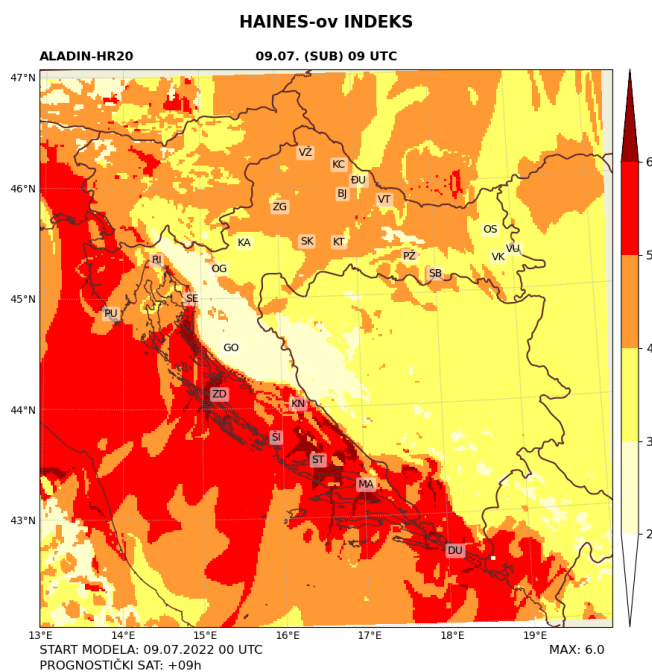 HAINES-ov INDEKS
ALADIN-HR20 09.07. (SUB) 09 UTC
47°N
VŽ
KC
46°N
ĐU
BJ
VT
ZG
OS
KA
SK
KT
VU
PŽ
VK
RI
OG
SB
45°N
SE
PU
GO
44°N
ZD
KN
ŠI
ST
MA
43°N
DU
13°E 14°E 15°E 16°E 17°E 18°E 19°E
6
5
4
3
2
START MODELA: 09.07.2022 00 UTC MAX: 6.0
PROGNOSTIČKI SAT: +09h